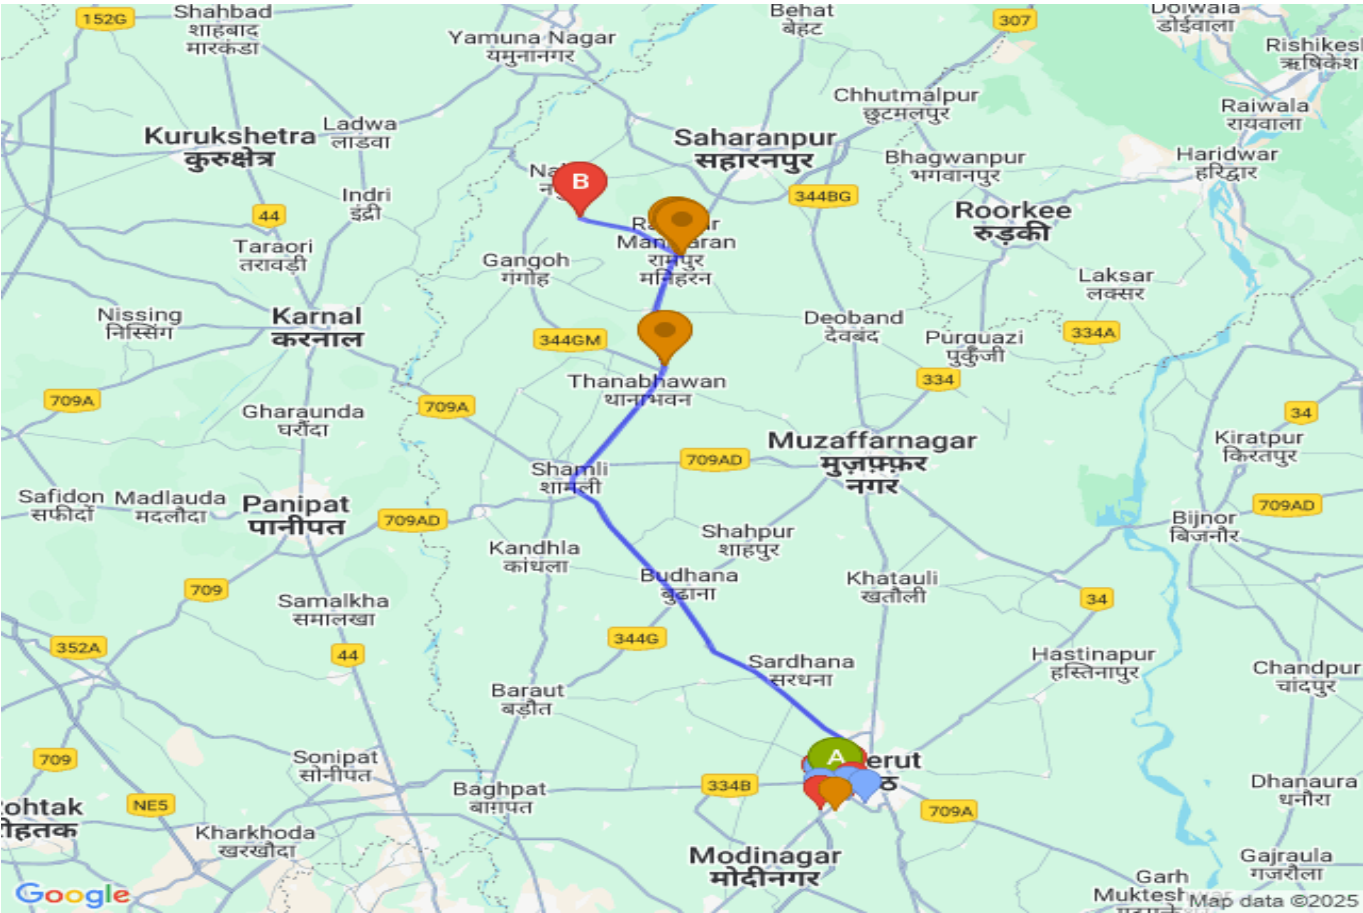 Shahbad
शाहबाद
मारकंडा
152G
Behat
बेहट
307
Doiwala
डोईवाला
Yamuna Nagar
यमुनानगर
Rishikesh
ऋषिकेश
Chhutmalpur
छुटमलपुर
Raiwala
रायवाला
Ladwa
लाडवा
Kurukshetra
कुरुक्षेत्र
Saharanpur
सहारनपुर
Bhagwanpur
भगवानपुर
Haridwar
हरिद्वार
B
Indri
इंद्री
44
344BG
Roorkee
रुड़की
Taraori
तरावड़ी
Gangoh
गंगोह
रामपुर
मनिहरन
Laksar
लक्सर
Nissing
निस्सिंग
Karnal
करनाल
344GM
Deoband
देवबंद
Purquazi
पुर्कुंजी
334A
Thanabhawan
थानाभवन
334
709A
709A
Gharaunda
घरौंदा
34
Muzaffarnagar
मुज़फ़्फ़र
नगर
Kiratpur
किरतपुर
709AD
Shamli
शामली
Safidon
सफीदों
Madlauda
मदलौदा
Panipat
पानीपत
709AD
709AD
Bijnor
बिजनौर
Shahpur
शाहपुर
Kandhla
कांधला
Budhana
बुढाना
Khatauli
खतौली
709
Samalkha
समालखा
34
344G
352A
44
Sardhana
सरधना
Hastinapur
हस्तिनापुर
Chandpur
चांदपुर
Baraut
बड़ौत
709
Sonipat
सोनीपत
A
erut
ठ
334B
Baghpat
बाग़पत
Dhanaura
धनौरा
NE5
709A
ohtak
Kharkhoda
खरखौदा
Modinagar
मोदीनगर
Gajraula
गजरौला
Garh
Google
Map data ©2025